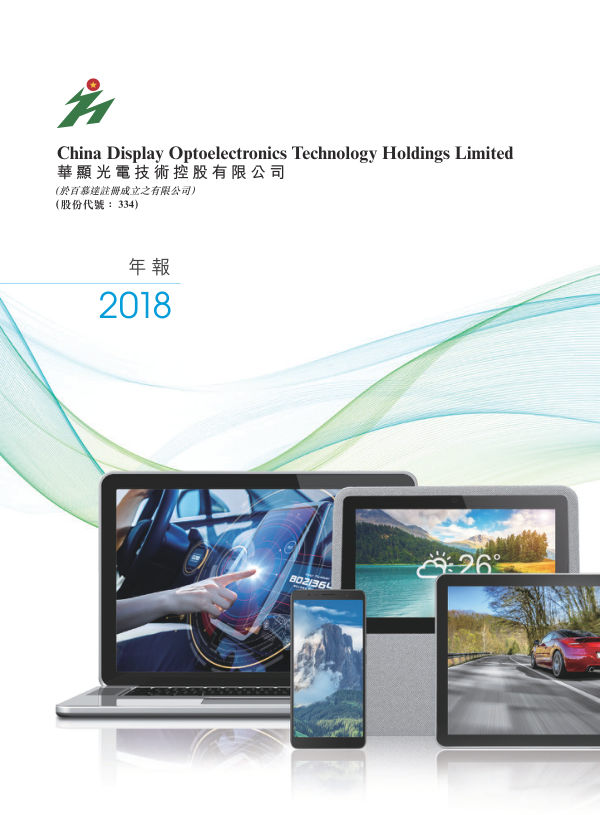 China Display Optoelectronics Technology Holdings Limited
華顯光電技術控股有限公司
(於百慕達註冊成立之有限公司)
(股份代號：334)
年報
2018
8021364
26°